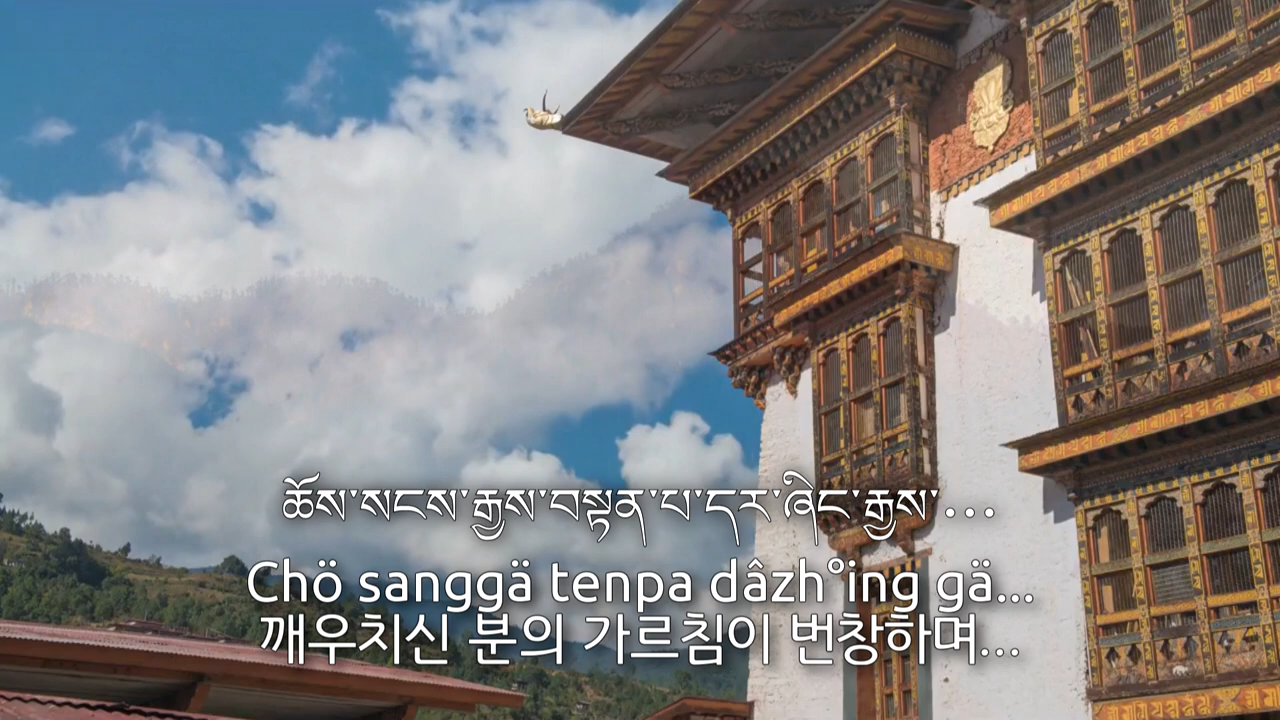 ཆོས་སངས་རྒྱས་བསྟན་པ་དར་ཞིང་རྒྱས་...
Chö sanggä tenpa dâzh°ing gä...
깨우치신 분의 가르침이 번창하며...